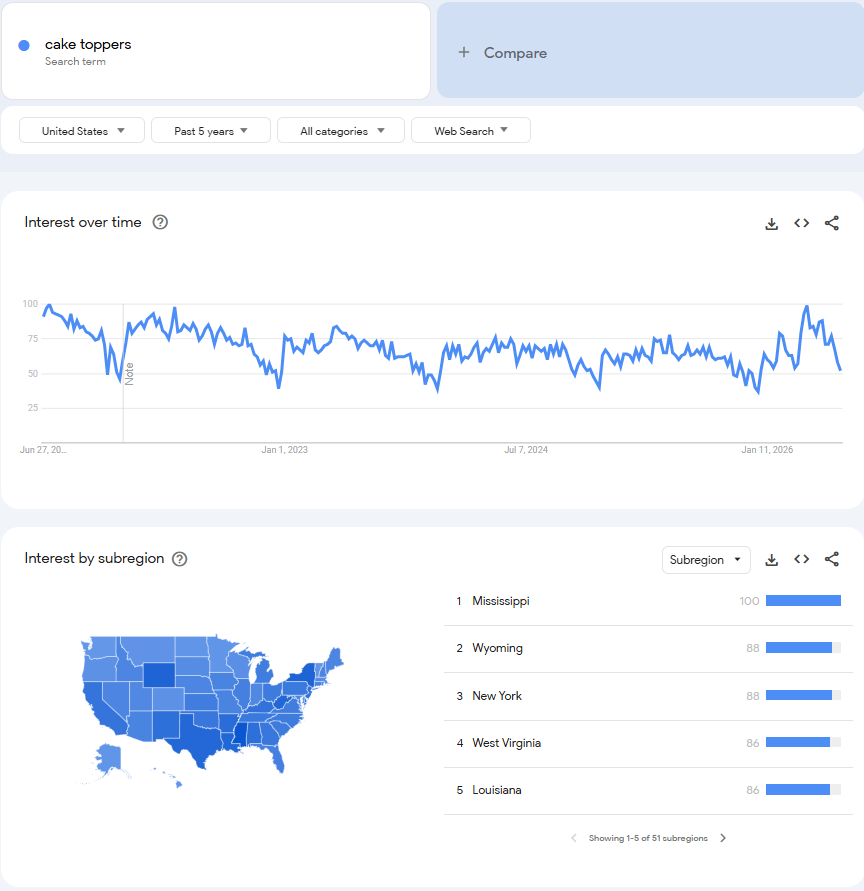 cake toppers
Search term
+ Compare
United States
Past 5 years
All categories
Web Search
Interest over time
100
75
50
25
Note
Jun 27, 20...
Jan 1, 2023
Jul 7, 2024
Jan 11, 2026
Interest by subregion
Subregion
1 Mississippi 100
2 Wyoming 88
3 New York 88
4 West Virginia 86
5 Louisiana 86
Showing 1-5 of 51 subregions